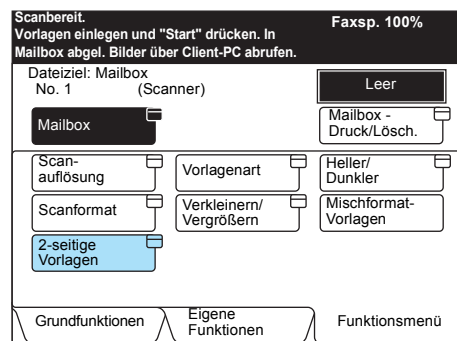 Scanbereit.
Faxsp. 100%
Vorlagen einlegen und "Start" drücken. In
Mailbox abgel. Bilder über Client-PC abrufen.
Dateiziel: Mailbox
No. 1 (Scanner)
Leer
Mailbox
Mailbox -
Druck/Lösch.
Scan-
auflösung
Vorlagenart
Heller/
Dunkler
Scanformat
Verkleinern/
Vergrößern
Mischformat-
Vorlagen
2-seitige
Vorlagen
Grundfunktionen
Eigene
Funktionen
Funktionsmenü